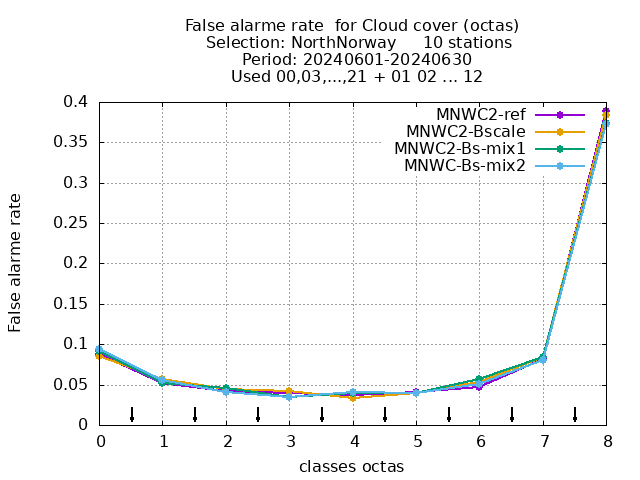 False alarme rate  for Cloud cover (octas)
Selection: NorthNorway     10 stations
Period: 20240601-20240630
Used 00,03,...,21 + 01 02 ... 12
MNWC2-ref
MNWC2-Bscale
MNWC2-Bs-mix1
MNWC-Bs-mix2
False alarme rate
0.4
0.35
0.3
0.25
0.2
0.15
0.1
0.05
0
0 1 2 3 4 5 6 7 8
classes octas